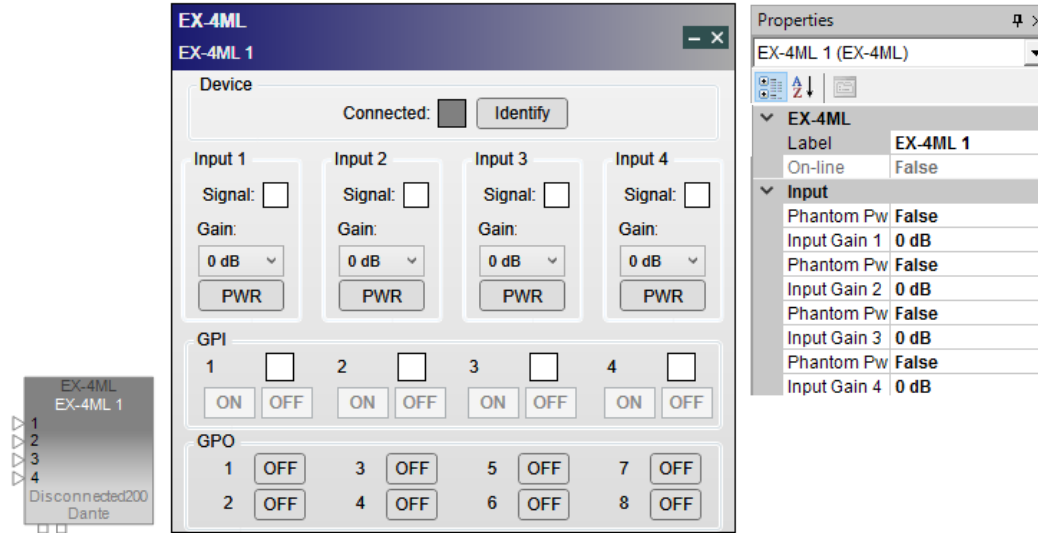 EX-4ML
EX-4ML 1
Device
Connected: Identify
Input 1 Input 2 Input 3 Input 4
Signal: Signal: Signal: Signal:
Gain: Gain: Gain: Gain:
0 dB 0 dB 0 dB 0 dB
PWR PWR PWR PWR
GPI
1 2 3 4
ON OFF ON OFF ON OFF ON OFF
GPO
1 OFF 3 OFF 5 OFF 7 OFF
2 OFF 4 OFF 6 OFF 8 OFF
EX-4ML
EX-4ML 1
1
2
3
4
Disconnected200
Dante
Properties
EX-4ML 1 (EX-4ML)
EX-4ML
Label EX-4ML 1
On-line False
Input
Phantom Pw False
Input Gain 1 0 dB
Phantom Pw False
Input Gain 2 0 dB
Phantom Pw False
Input Gain 3 0 dB
Phantom Pw False
Input Gain 4 0 dB